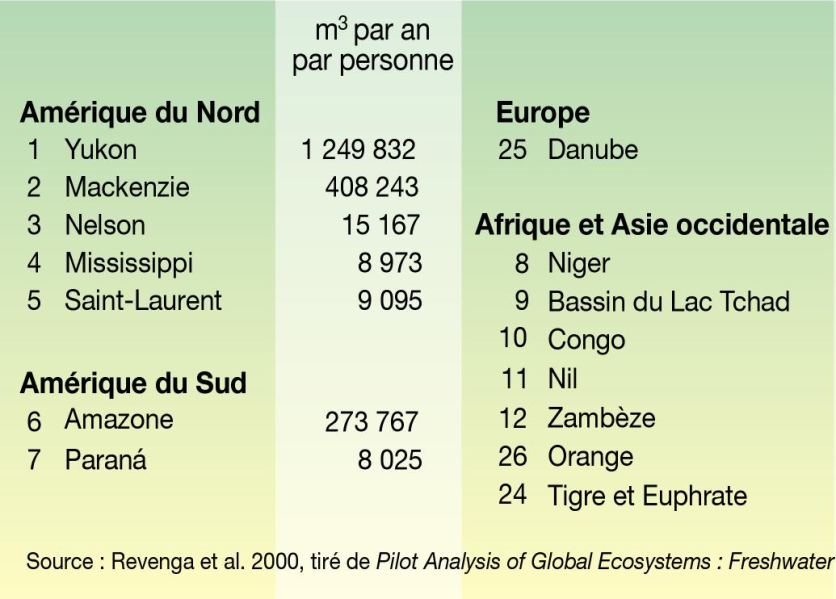 m³ par an
par personne
Amérique du Nord
1 Yukon 1 249 832
2 Mackenzie 408 243
3 Nelson 15 167
4 Mississippi 8 973
5 Saint-Laurent 9 095
Amérique du Sud
6 Amazone 273 767
7 Paraná 8 025
Europe
25 Danube
Afrique et Asie occidentale
8 Niger
9 Bassin du Lac Tchad
10 Congo
11 Nil
12 Zambèze
26 Orange
24 Tigre et Euphrate
Source : Revenga et al. 2000, tiré de Pilot Analysis of Global Ecosystems : Freshwater